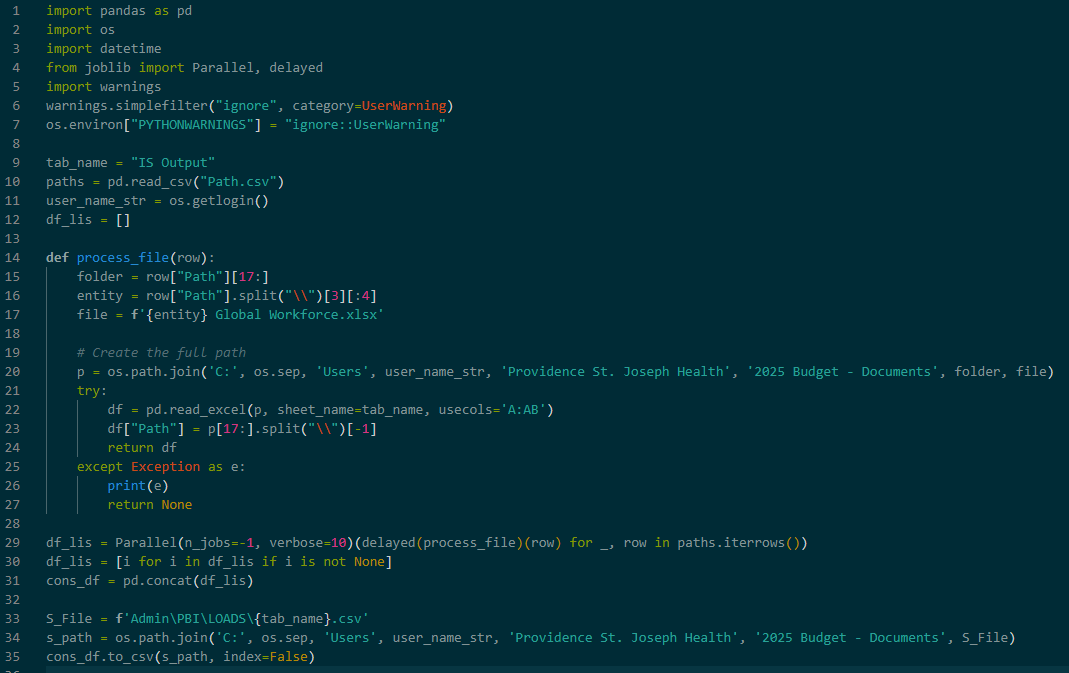 1 import pandas as pd
2 import os
3 import datetime
4 from joblib import Parallel, delayed
5 import warnings
6 warnings.simplefilter("ignore", category=UserWarning)
7 os.environ["PYTHONWARNINGS"] = "ignore::UserWarning"
8
9 tab_name = "IS Output"
10 paths = pd.read_csv("Path.csv")
11 user_name_str = os.getlogin()
12 df_lis = []
13
14 def process_file(row):
15     folder = row["Path"][17:]
16     entity = row["Path"].split("\\")[3][:4]
17     file = f'{entity} Global Workforce.xlsx'
18
19     # Create the full path
20     p = os.path.join('C:', os.sep, 'Users', user_name_str, 'Providence St. Joseph Health', '2025 Budget - Documents', folder, file)
21     try:
22         df = pd.read_excel(p, sheet_name=tab_name, usecols='A:AB')
23         df["Path"] = p[17:].split("\\")[-1]
24         return df
25     except Exception as e:
26         print(e)
27         return None
28
29 df_lis = Parallel(n_jobs=-1, verbose=10)(delayed(process_file)(row) for _, row in paths.iterrows())
30 df_lis = [i for i in df_lis if i is not None]
31 cons_df = pd.concat(df_lis)
32
33 S_File = f'Admin\PBI\LOADS\{tab_name}.csv'
34 s_path = os.path.join('C:', os.sep, 'Users', user_name_str, 'Providence St. Joseph Health', '2025 Budget - Documents', S_File)
35 cons_df.to_csv(s_path, index=False)